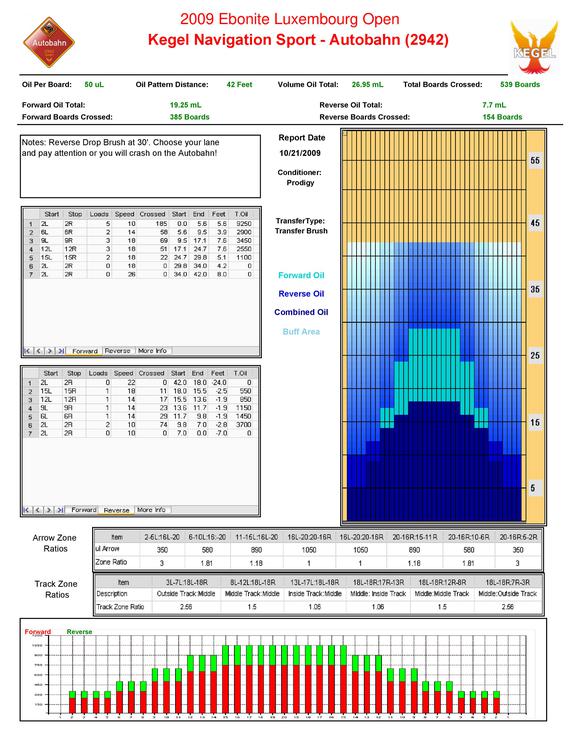 2009 Ebonite Luxembourg Open
Kegel Navigation Sport - Autobahn (2942)
Autobahn
KEGEL
Oil Per Board: 50 uL Oil Pattern Distance: 42 Feet Volume Oil Total: 26.95 mL Total Boards Crossed: 539 Boards
Forward Oil Total: 19.25 mL Reverse Oil Total: 7.7 mL
Forward Boards Crossed: 385 Boards Reverse Boards Crossed: 154 Boards
Notes: Reverse Drop Brush at 30'. Choose your lane
and pay attention or you will crash on the Autobahn!
Report Date
10/21/2009
Conditioner:
Prodigy
TransferType:
Transfer Brush
Forward Oil
Reverse Oil
Combined Oil
Buff Area
55
45
35
25
15
5
Start Stop Loads Speed Crossed Start End Feet T.Oil
1 2L 2R 5 10 185 0.0 5.6 5.6 9250
2 6L 6R 2 14 58 5.6 9.5 3.9 2900
3 9L 9R 3 18 69 9.5 17.1 7.6 3450
4 12L 12R 3 18 51 17.1 24.7 7.6 2550
5 15L 15R 2 18 22 24.7 29.8 5.1 1100
6 2L 2R 0 18 0 29.8 34.0 4.2 0
7 2L 2R 0 26 0 34.0 42.0 8.0 0
Forward Reverse More Info
Start Stop Loads Speed Crossed Start End Feet T.Oil
1 2L 2R 0 22 0 42.0 18.0 -24.0 0
2 15L 15R 1 18 11 18.0 15.5 -2.5 550
3 12L 12R 1 14 17 15.5 13.6 -1.9 850
4 9L 9R 1 14 23 13.6 11.7 -1.9 1150
5 6L 6R 1 14 29 11.7 9.8 -1.9 1450
6 2L 2R 2 10 74 9.8 7.0 -2.8 3700
7 2L 2R 0 10 0 7.0 0.0 -7.0 0
Forward Reverse More Info
Arrow Zone
Ratios
Item 2-5L:16L-20 6-10L:16-20 11-15L:16L-20 16L-20:20-16R 16L-20:20-16R 20-16R:15-11R 20-16R:10-6R 20-16R:5-2R
ul Arrow 350 580 890 1050 1050 890 580 350
Zone Ratio 3 1.81 1.18 1 1 1.18 1.81 3
Track Zone
Ratios
Item 3L-7L:18L-18R 8L-12L:18L-18R 13L-17L:18L-18R 18L-18R:17R-13R 18L-18R:12R-8R 18L-18R:7R-3R
Description Outside Track:Middle Middle Track:Middle Inside Track:Middle Middle: Inside Track Middle:Middle Track Middle:Outside Track
Track Zone Ratio 2.56 1.5 1.06 1.06 1.5 2.56
Forward Reverse